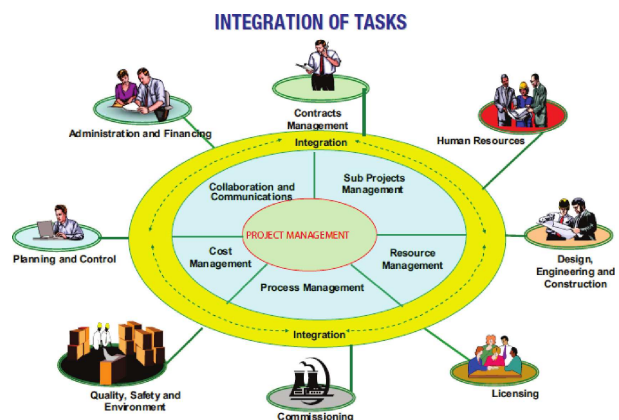 INTEGRATION OF TASKS
Contracts
Management
Administration and Financing
Human Resources
Integration
Collaboration and
Communications
Sub Projects
Management
PROJECT MANAGEMENT
Cost
Management
Resource
Management
Process Management
Planning and Control
Design,
Engineering and
Construction
Integration
Quality, Safety and
Environment
Licensing
Commissioning